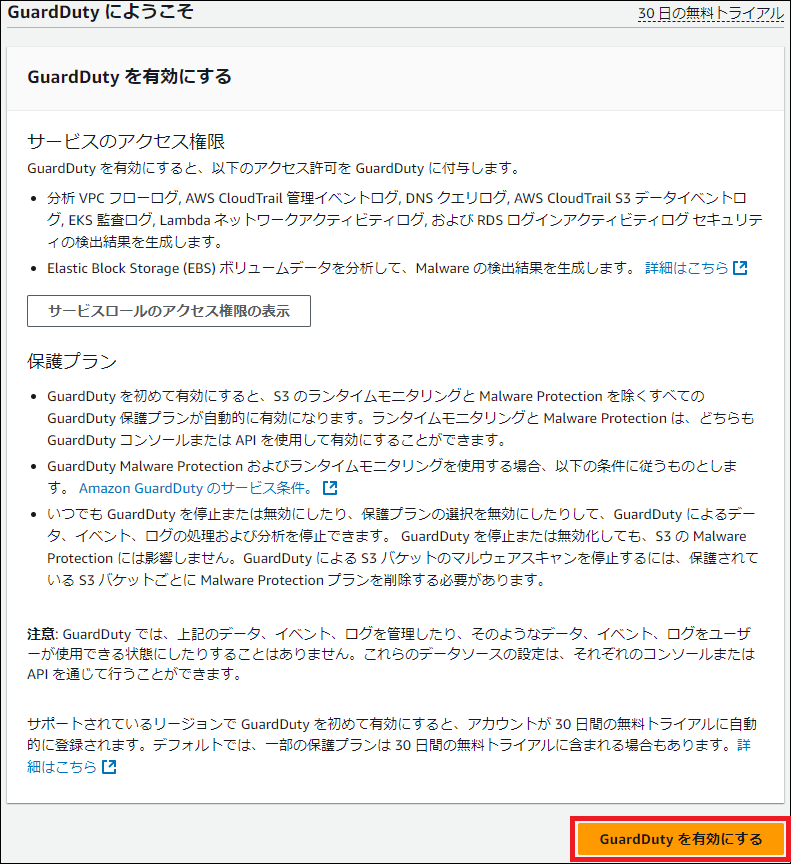 GuardDuty にようこそ
30 日の無料トライアル
GuardDuty を有効にする
サービスのアクセス権限
GuardDuty を有効にすると、以下のアクセス許可を GuardDuty に付与します。
• 分析 VPC フローログ, AWS CloudTrail 管理イベントログ, DNS クエリログ, AWS CloudTrail S3 データイベントロ
グ, EKS 監査ログ, Lambda ネットワークアクティビティログ, および RDS ログインアクティビティログ セキュリテ
ィの検出結果を生成します。
• Elastic Block Storage (EBS) ボリュームデータを分析して、Malware の検出結果を生成します。 詳細はこちら
サービスロールのアクセス権限の表示
保護プラン
• GuardDuty を初めて有効にすると、S3 のランタイムモニタリングと Malware Protection を除くすべての
GuardDuty 保護プランが自動的に有効になります。ランタイムモニタリングと Malware Protection は、どちらも
GuardDuty コンソールまたは API を使用して有効にすることができます。
• GuardDuty Malware Protection およびランタイムモニタリングを使用する場合、以下の条件に従うものとしま
す。 Amazon GuardDuty のサービス条件。
• いつでも GuardDuty を停止または無効にしたり、保護プランの選択を無効にしたりして、GuardDuty によるデー
タ、イベント、ログの処理および分析を停止できます。 GuardDuty を停止または無効化しても、S3 の Malware
Protection には影響しません。GuardDuty による S3 バケットのマルウェアスキャンを停止するには、保護されて
いる S3 バケットごとに Malware Protection プランを削除する必要があります。
注意: GuardDuty では、上記のデータ、イベント、ログを管理したり、そのようなデータ、イベント、ログをユーザ
ーが使用できる状態にしたりすることはありません。これらのデータソースの設定は、それぞれのコンソールまたは
API を通じて行うことができます。
サポートされているリージョンで GuardDuty を初めて有効にすると、アカウントが 30 日間の無料トライアルに自動
的に登録されます。デフォルトでは、一部の保護プランは 30 日間の無料トライアルに含まれる場合もあります。詳
細はこちら
GuardDuty を有効にする